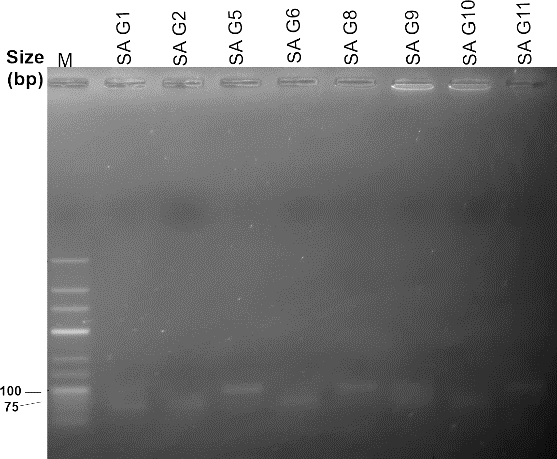 Size
(bp)
M
SA G1
SA G2
SA G5
SA G6
SA G8
SA G9
SA G10
SA G11
100
75